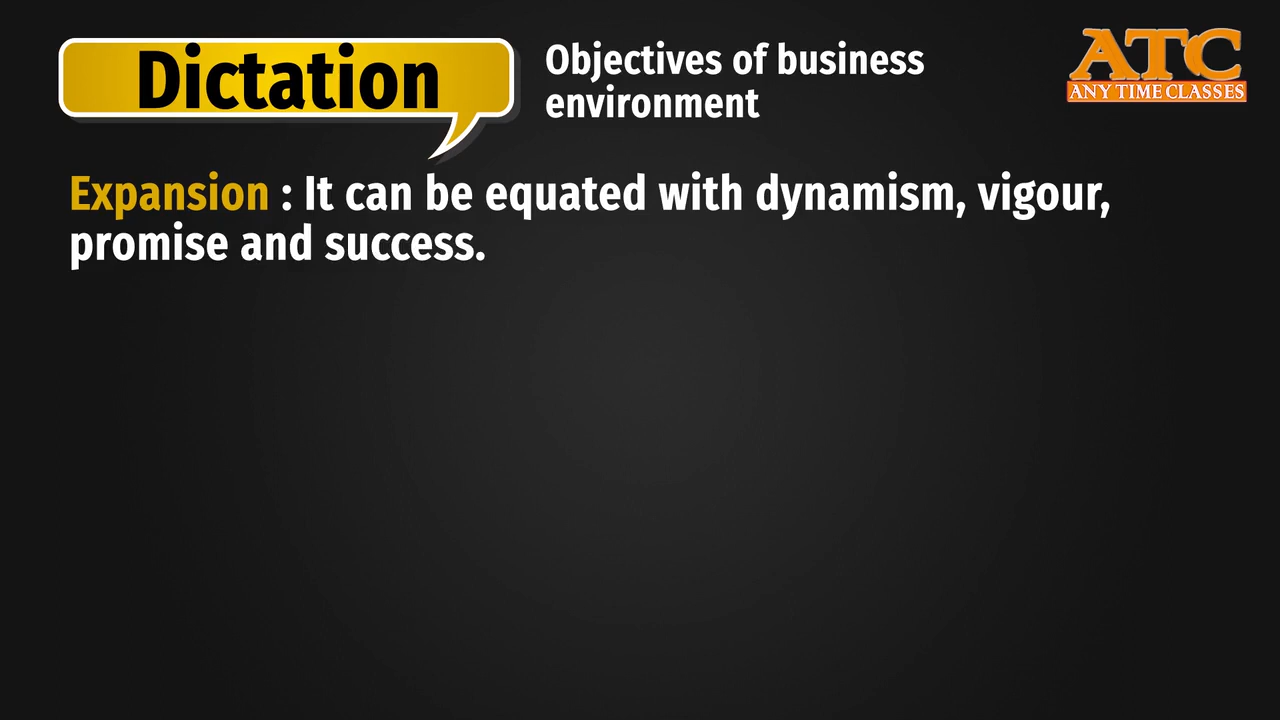 Dictation
Objectives of business
environment
ATC
ANY TIME CLASSES
Expansion : It can be equated with dynamism, vigour,
promise and success.